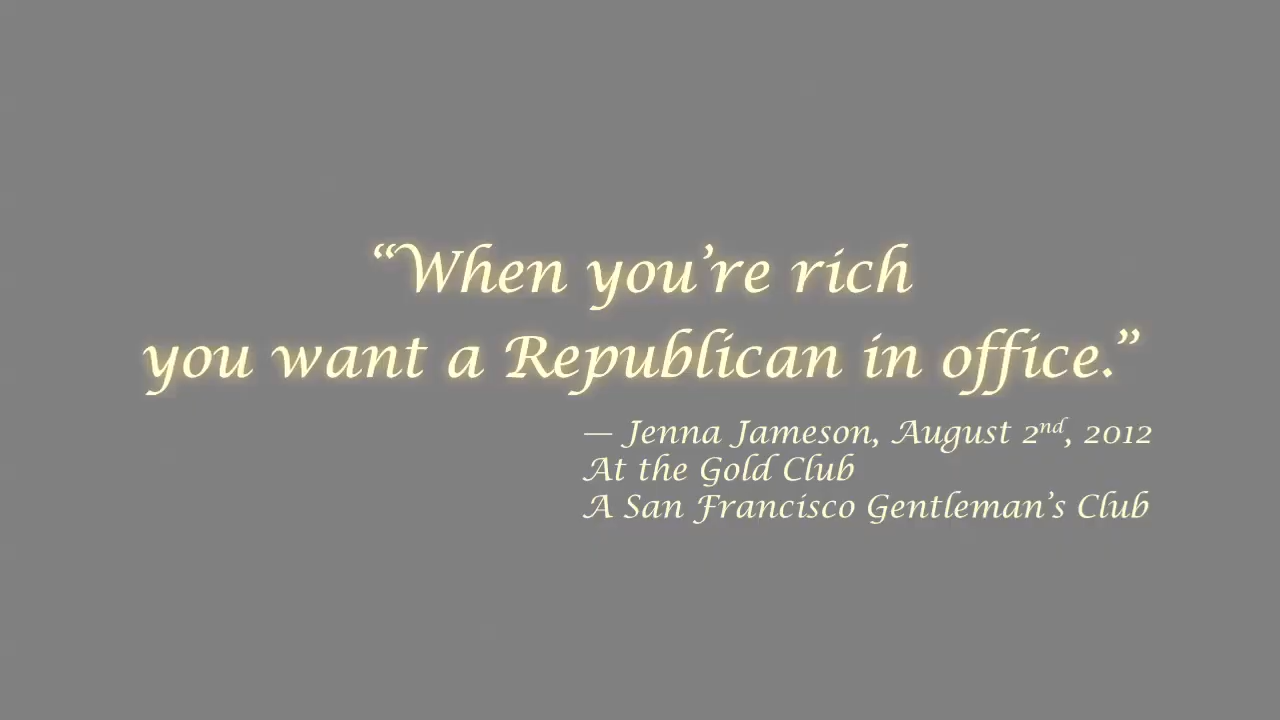 “When you’re rich
you want a Republican in office.”
— Jenna Jameson, August 2nd, 2012
At the Gold Club
A San Francisco Gentleman’s Club